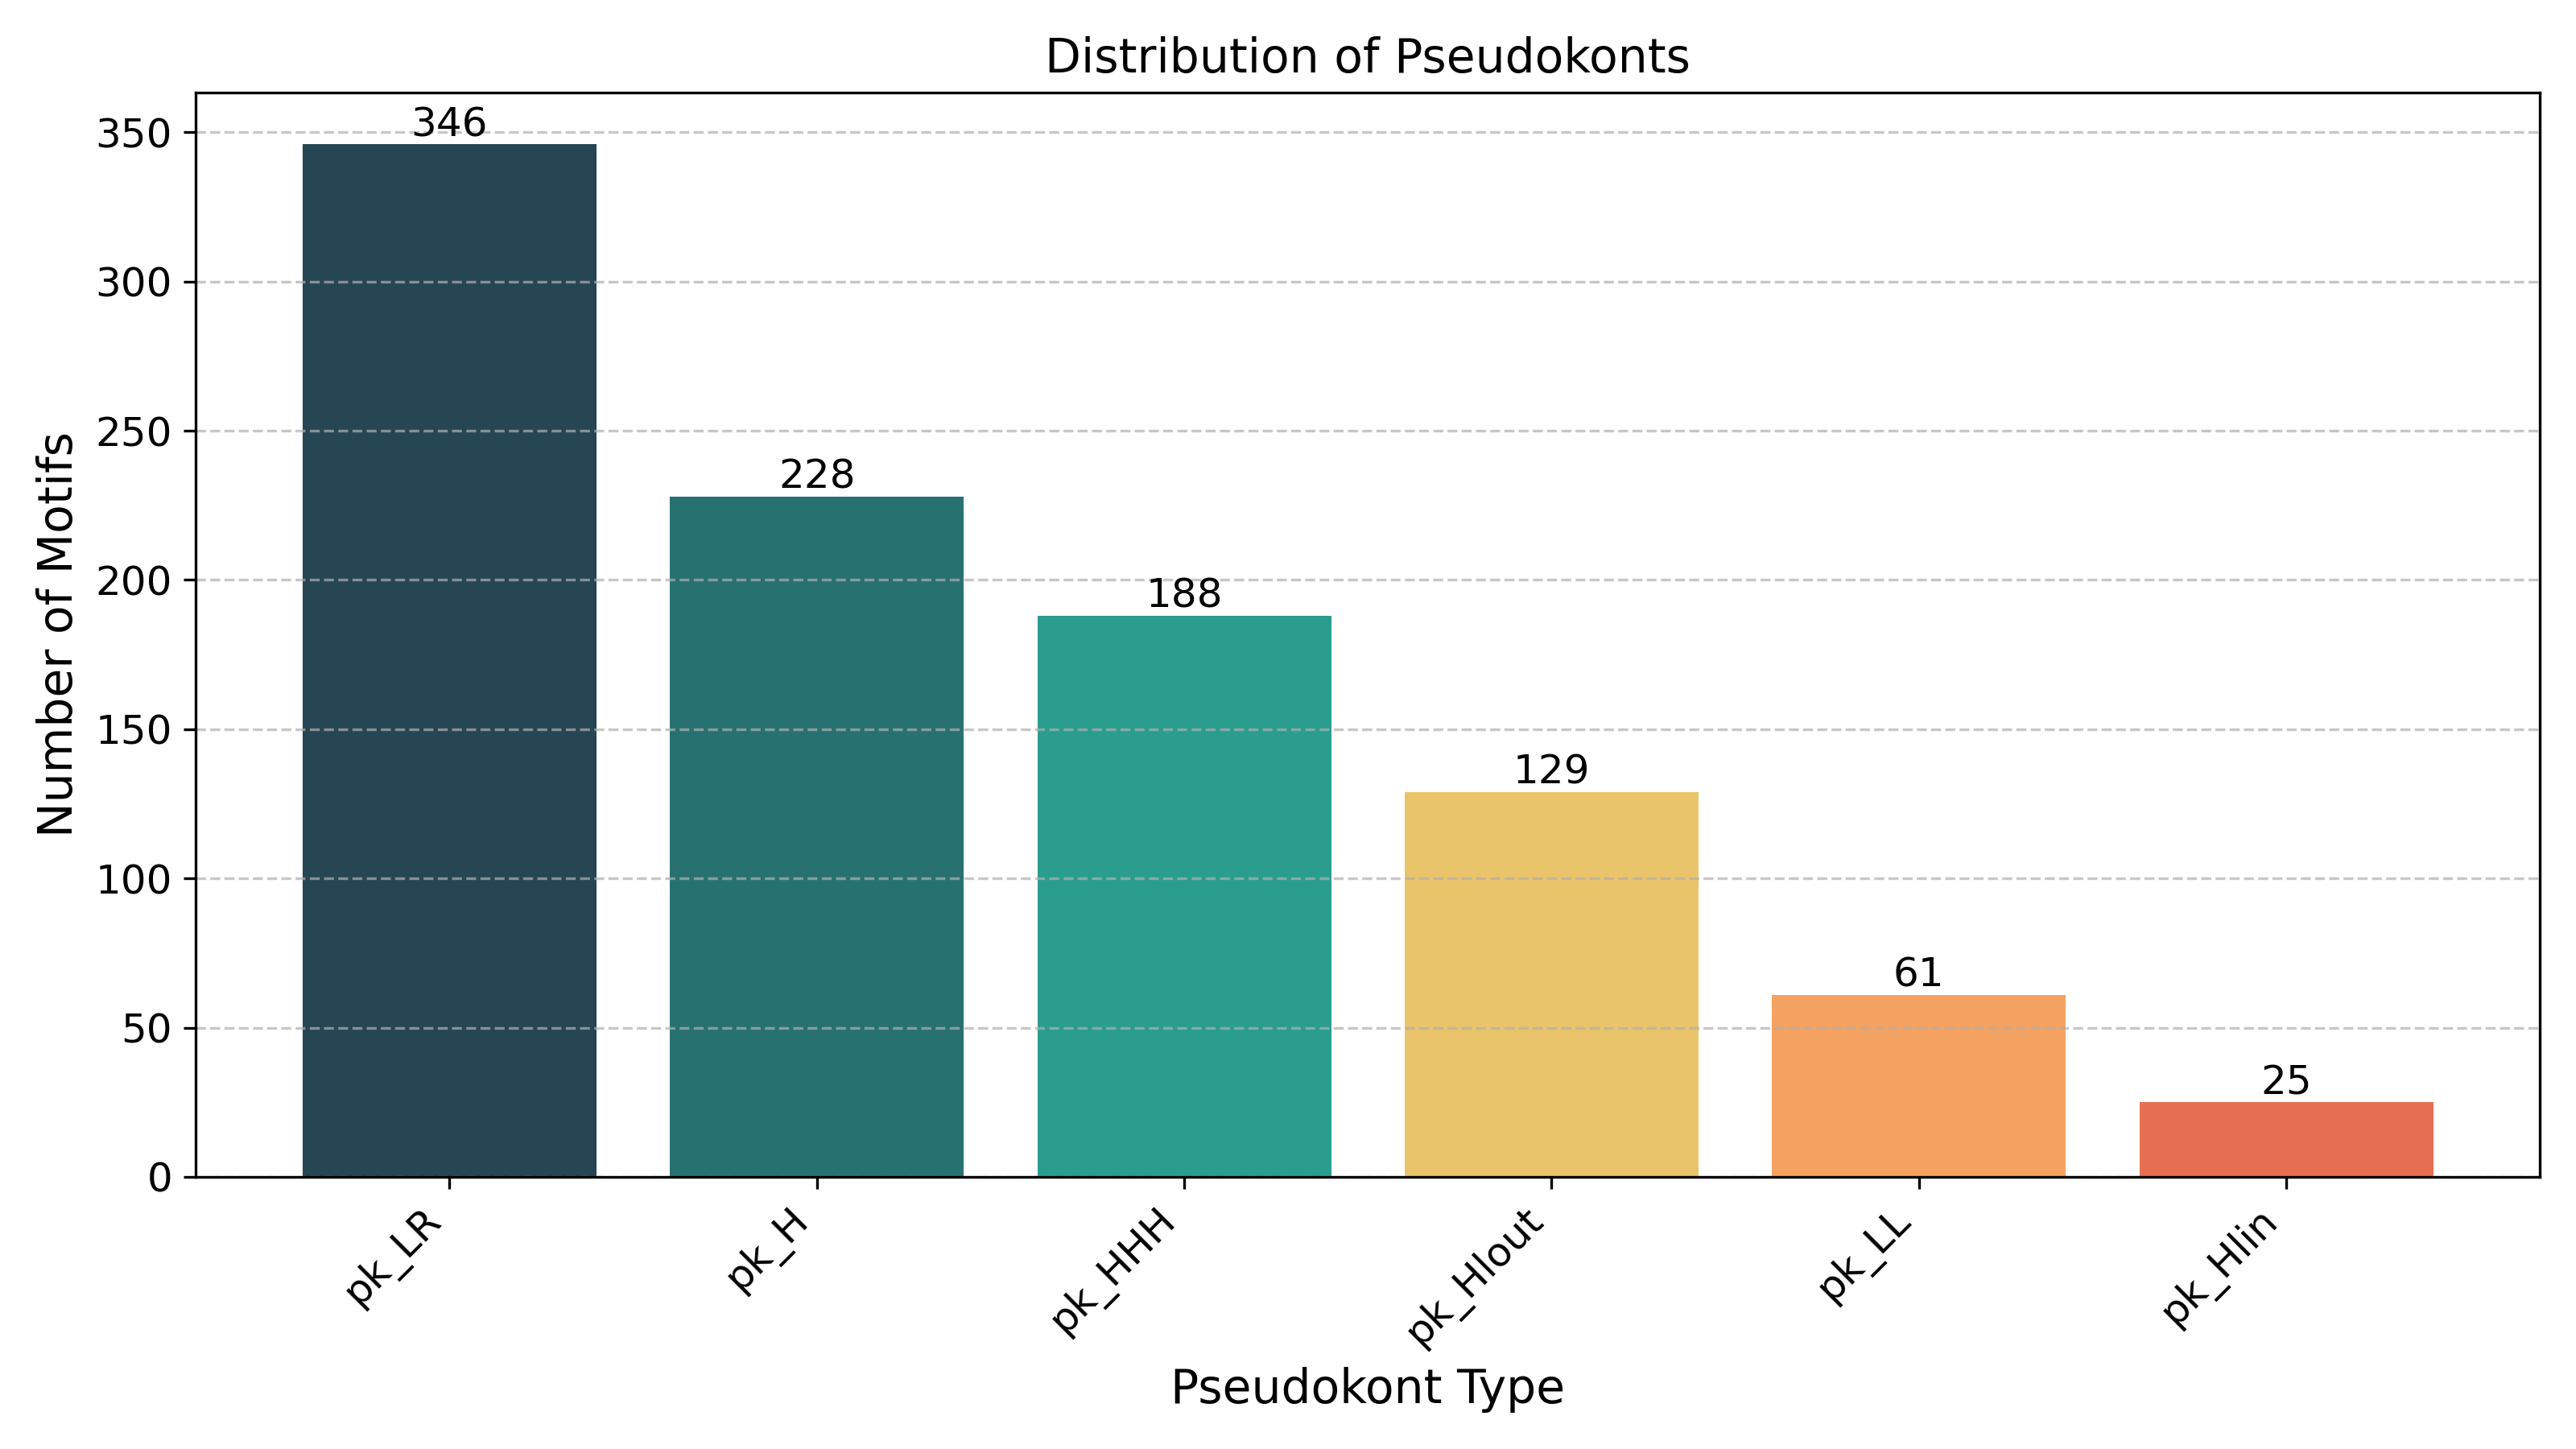 Distribution of Pseudokonts
Number of Motifs
350
300
250
200
150
100
50
0
346
228
188
129
61
25
pk_LR
pk_H
pk_HHH
pk_Hlout
pk_LL
pk_Hlin
Pseudokont Type